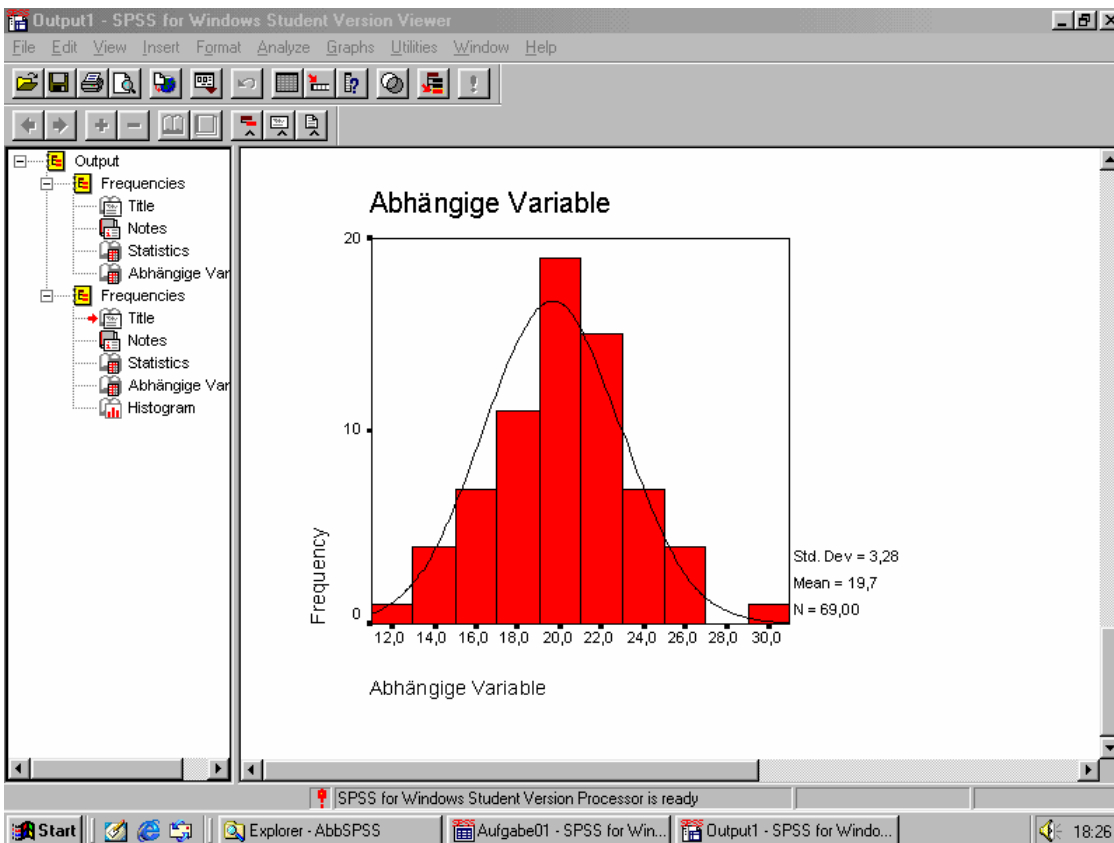 Output1 - SPSS for Windows Student Version Viewer
File Edit View Insert Format Analyze Graphs Utilities Window Help
Output
Frequencies
Title
Notes
Statistics
Abhängige Var
Frequencies
Title
Notes
Statistics
Abhängige Var
Histogram
Abhängige Variable
20
10
0
Frequency
12,0 14,0 16,0 18,0 20,0 22,0 24,0 26,0 28,0 30,0
Abhängige Variable
Std. Dev = 3,28
Mean = 19,7
N = 69,00
SPSS for Windows Student Version Processor is ready
Start Explorer - AbbSPSS Aufgabe01 - SPSS for Win... Output1 - SPSS for Windo... 18:26